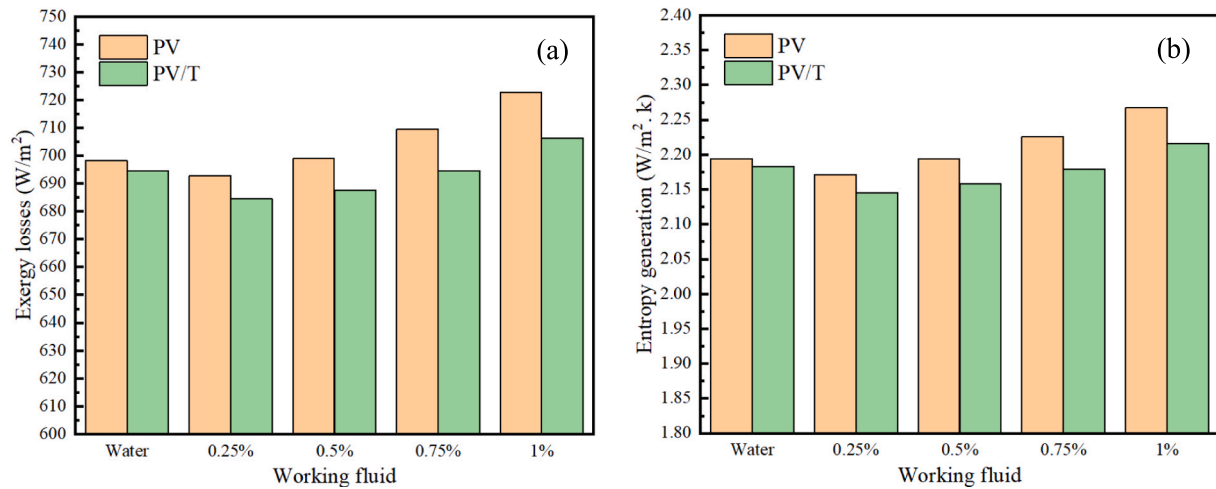 750
740
730
720
710
700
690
680
670
660
650
640
630
620
610
600
Exergy losses (W/m²)
PV
PV/T
(a)
Water 0.25% 0.5% 0.75% 1%
Working fluid
2.40
2.35
2.30
2.25
2.20
2.15
2.10
2.05
2.00
1.95
1.90
1.85
1.80
Entropy generation (W/m². k)
PV
PV/T
(b)
Water 0.25% 0.5% 0.75% 1%
Working fluid